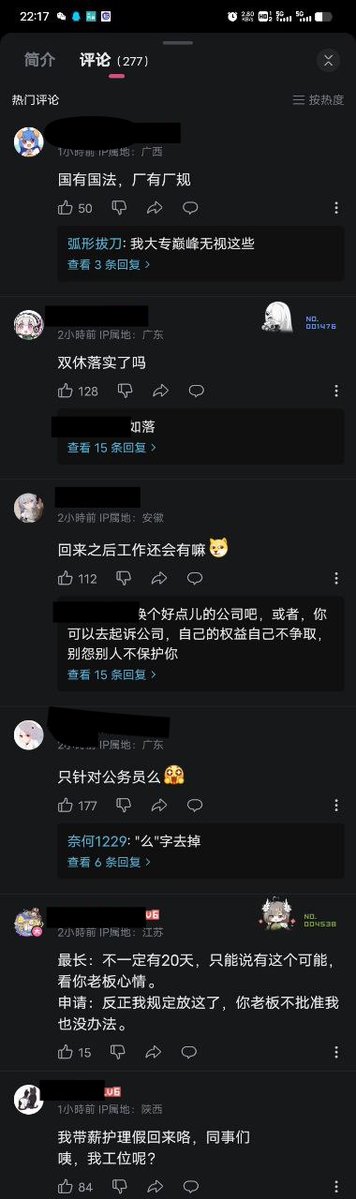 22:17
2.80 KB/S
5G
5G
简介
评论 (277)
热门评论
按热度
1小時前 IP属地：广西
国有国法，厂有厂规
50
弧形拔刀: 我大专巅峰无视这些
查看 3 条回复 >
NO.
001476
2小時前 IP属地：广东
双休落实了吗
128
如落
查看 15 条回复 >
2小時前 IP属地：安徽
回来之后工作还会有嘛
112
换个好点儿的公司吧，或者，你
可以去起诉公司，自己的权益自己不争取，
别怨别人不保护你
查看 15 条回复 >
2小時前 IP属地：广东
只针对公务员么
177
奈何1229: "么"字去掉
查看 6 条回复 >
NO.
004538
2小時前 IP属地：江苏
最长：不一定有20天，只能说有这个可能，
看你老板心情。
申请：反正我规定放这了，你老板不批准我
也没办法。
15
1小時前 IP属地：陕西
我带薪护理假回来咯，同事们
咦，我工位呢？
84